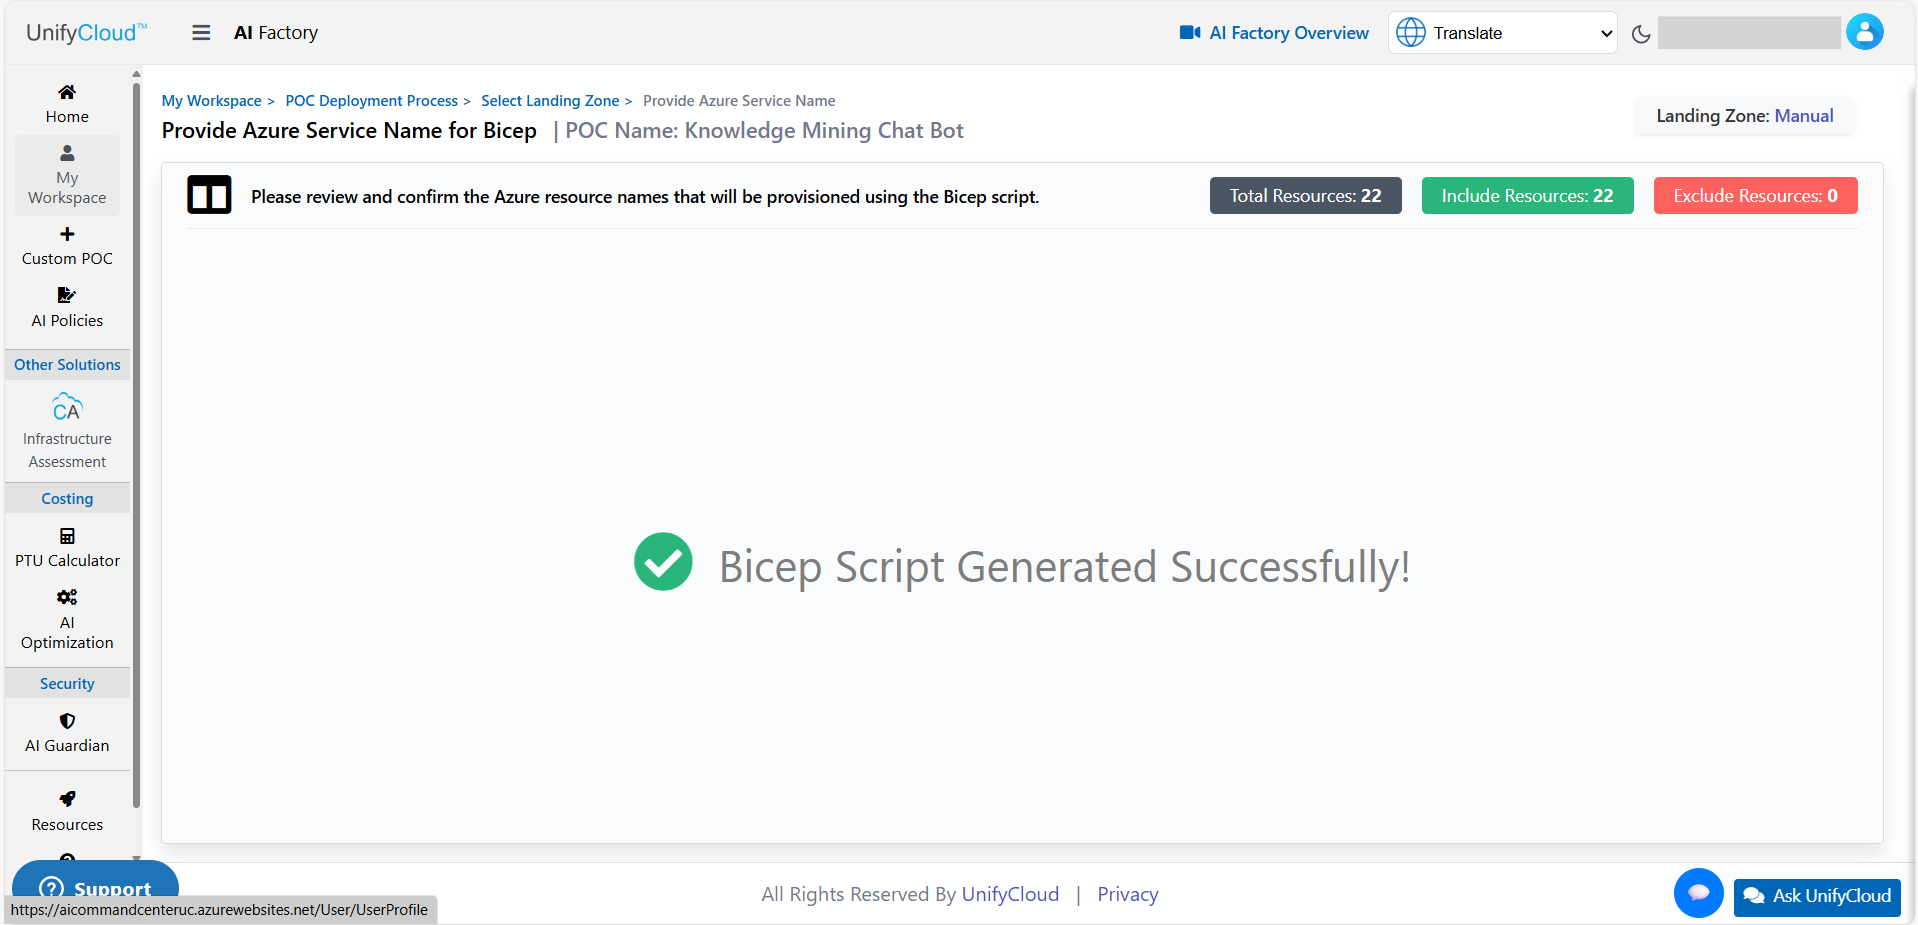 UnifyCloud™
AI Factory
AI Factory Overview
Translate
Home
My
Workspace
Custom POC
AI Policies
Other Solutions
CA
Infrastructure
Assessment
Costing
PTU Calculator
AI
Optimization
Security
AI Guardian
Resources
Support
My Workspace > POC Deployment Process > Select Landing Zone > Provide Azure Service Name
Provide Azure Service Name for Bicep | POC Name: Knowledge Mining Chat Bot
Landing Zone: Manual
Please review and confirm the Azure resource names that will be provisioned using the Bicep script.
Total Resources: 22
Include Resources: 22
Exclude Resources: 0
Bicep Script Generated Successfully!
All Rights Reserved By UnifyCloud | Privacy
Ask UnifyCloud
https://aicommandcenteruc.azurewebsites.net/User/UserProfile